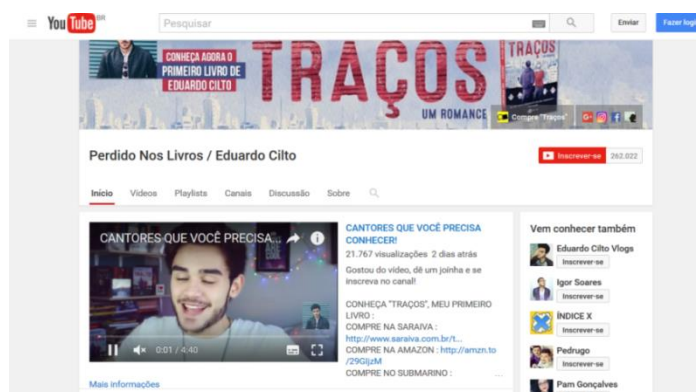 YouTube BR
Pesquisar
Enviar
Fazer logi
CONHEÇA AGORA O
PRIMEIRO LIVRO DE
EDUARDO CILTO
TRAÇOS
UM ROMANCE
TRAÇOS
Compre "Traços"
Perdido Nos Livros / Eduardo Cilto
Inscrever-se 262.022
Início Vídeos Playlists Canais Discussão Sobre
CANTORES QUE VOCÊ PRECISA...
0:01 / 4:40
Mais informações
CANTORES QUE VOCÊ PRECISA
CONHECER!
21.767 visualizações 2 dias atrás
Gostou do vídeo, dê um joínha e se
inscreva no canal!
CONHEÇA "TRAÇOS", MEU PRIMEIRO
LIVRO :
COMPRE NA SARAIVA :
http://www.saraiva.com.br/t...
COMPRE NA AMAZON : http://amzn.to
/29GIjzM
COMPRE NO SUBMARINO :
Vem conhecer também
Eduardo Cilto Vlogs
Inscrever-se
Igor Soares
Inscrever-se
ÍNDICE X
Inscrever-se
Pedrugo
Inscrever-se
Pam Gonçalves